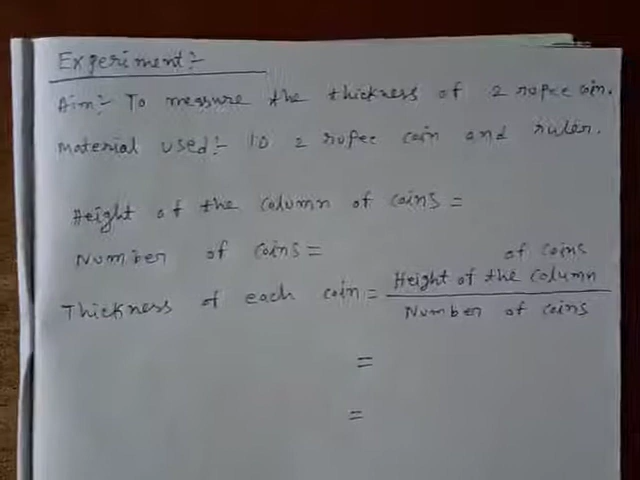 Experiment:-
Aim:- To measure the thickness of 2 rupee coin.
Material used:- 10 2 rupee coin and ruler.
Height of the column of coins =
Number of coins =
of coins
Thickness of each coin = Height of the column
Number of coins
=
=